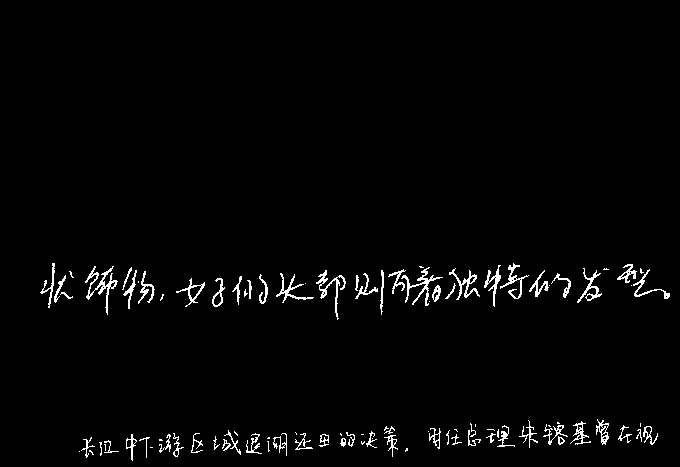 状饰物，女子们头部则有着独特的发型。
长江中下游区域退湖还田的决策，时任总理朱镕基曾在视